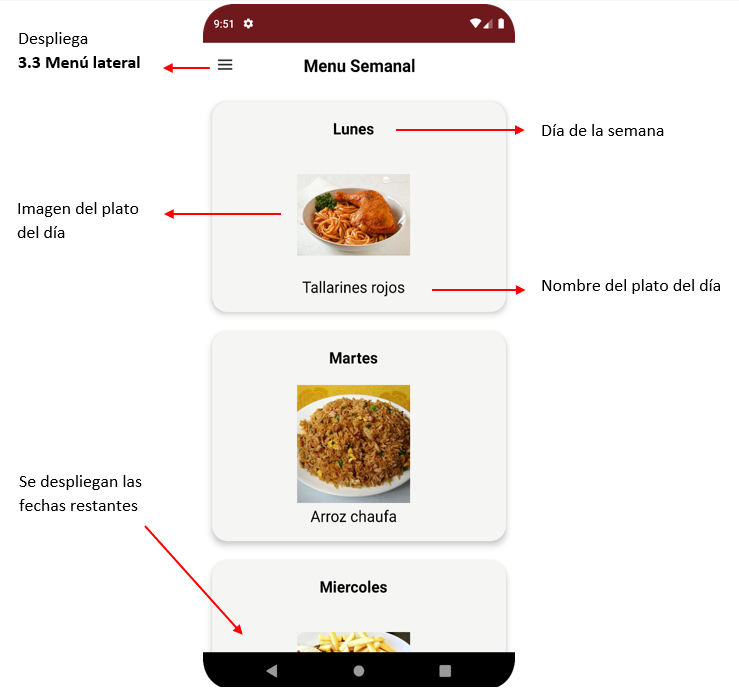 9:51
Despliega
3.3 Menú lateral
Menu Semanal
Lunes
Día de la semana
Imagen del plato
del día
Tallarines rojos
Nombre del plato del día
Martes
Se despliegan las
fechas restantes
Arroz chaufa
Miercoles